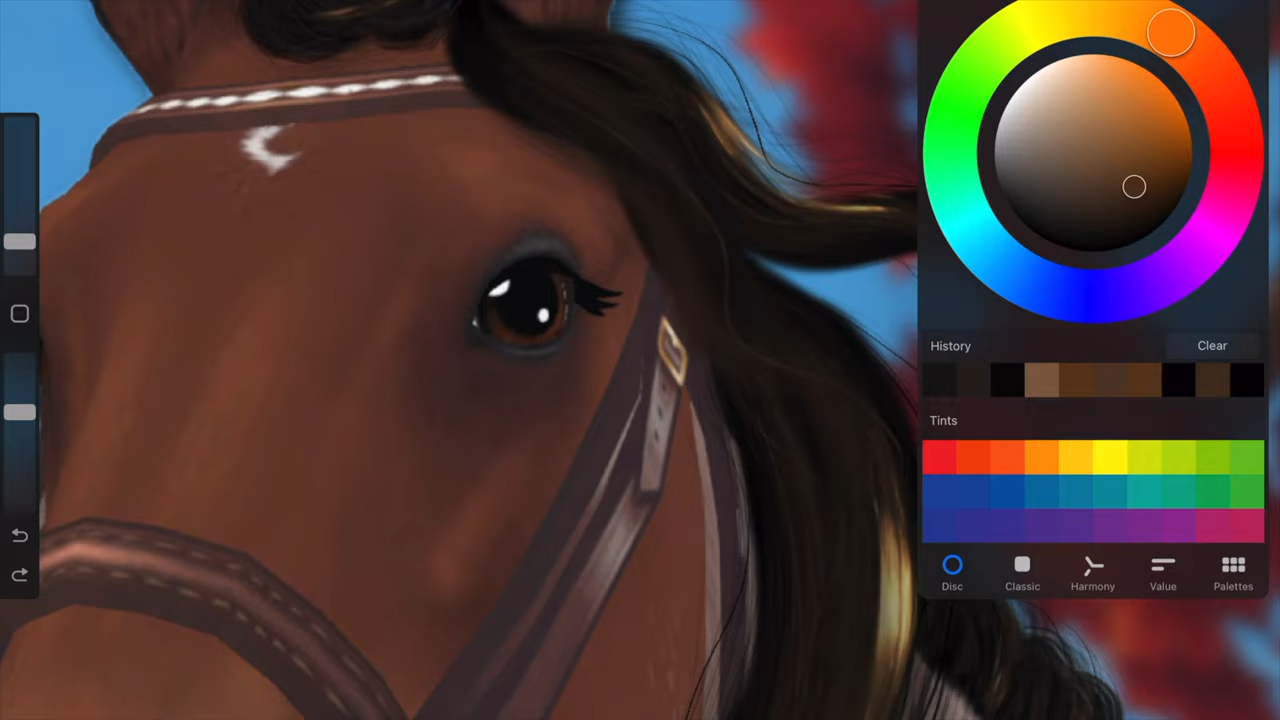 History
Clear
Tints
Disc
Classic
Harmony
Value
Palettes